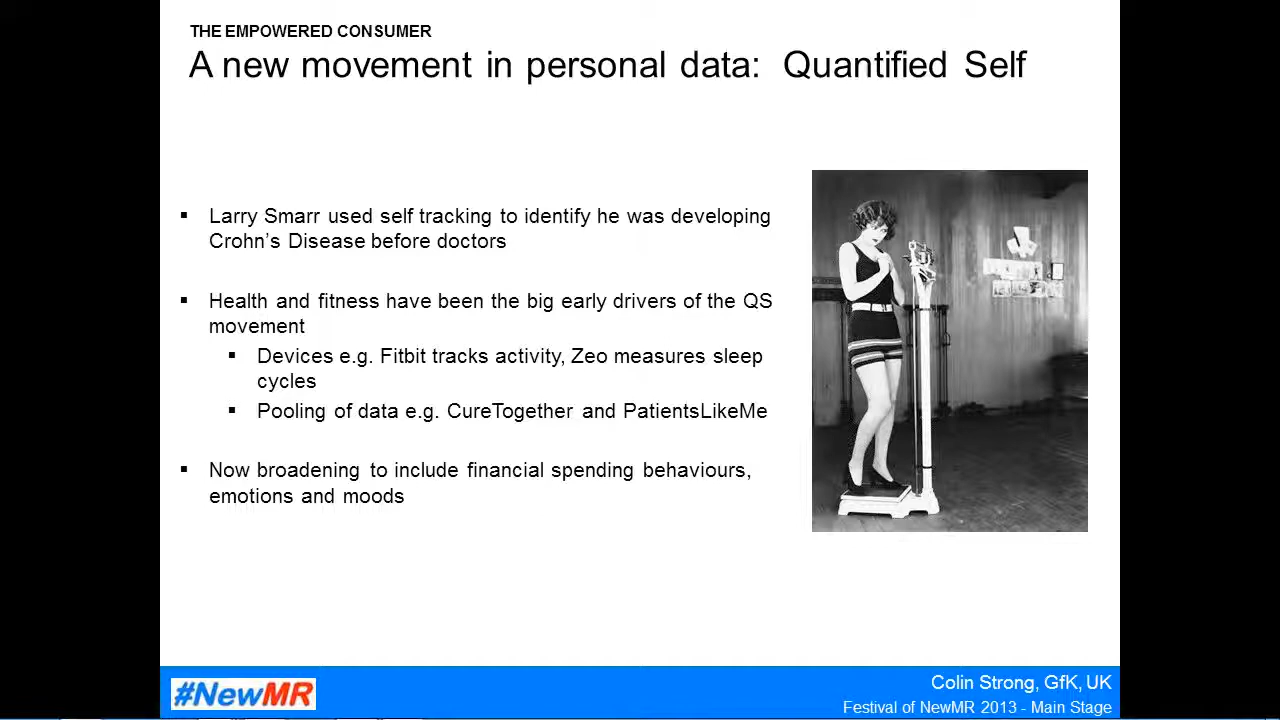 THE EMPOWERED CONSUMER
A new movement in personal data:  Quantified Self
▪ Larry Smarr used self tracking to identify he was developing
Crohn's Disease before doctors
▪ Health and fitness have been the big early drivers of the QS
movement
▪ Devices e.g. Fitbit tracks activity, Zeo measures sleep
cycles
▪ Pooling of data e.g. CureTogether and PatientsLikeMe
▪ Now broadening to include financial spending behaviours,
emotions and moods
#NewMR
Colin Strong, GfK, UK
Festival of NewMR 2013 - Main Stage